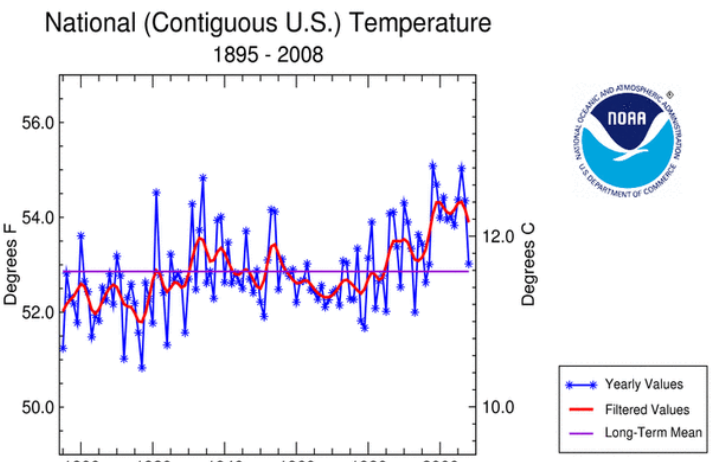 National (Contiguous U.S.) Temperature
1895 - 2008
56.0
54.0
52.0
50.0
Degrees F
12.0
10.0
Degrees C
NATIONAL OCEANIC AND ATMOSPHERIC ADMINISTRATION
NOAA
U.S. DEPARTMENT OF COMMERCE
Yearly Values
Filtered Values
Long-Term Mean